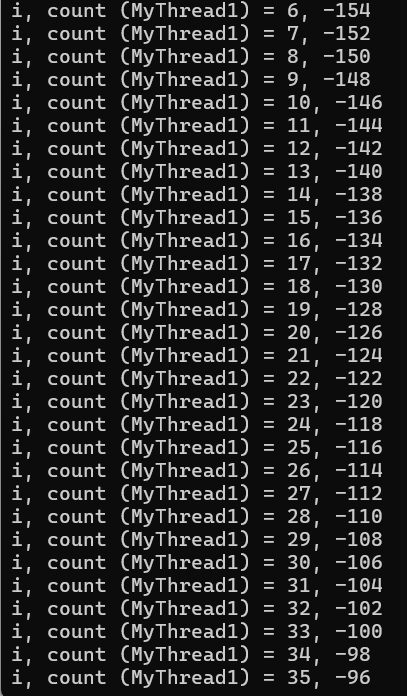 i, count (MyThread1) = 6, -154
i, count (MyThread1) = 7, -152
i, count (MyThread1) = 8, -150
i, count (MyThread1) = 9, -148
i, count (MyThread1) = 10, -146
i, count (MyThread1) = 11, -144
i, count (MyThread1) = 12, -142
i, count (MyThread1) = 13, -140
i, count (MyThread1) = 14, -138
i, count (MyThread1) = 15, -136
i, count (MyThread1) = 16, -134
i, count (MyThread1) = 17, -132
i, count (MyThread1) = 18, -130
i, count (MyThread1) = 19, -128
i, count (MyThread1) = 20, -126
i, count (MyThread1) = 21, -124
i, count (MyThread1) = 22, -122
i, count (MyThread1) = 23, -120
i, count (MyThread1) = 24, -118
i, count (MyThread1) = 25, -116
i, count (MyThread1) = 26, -114
i, count (MyThread1) = 27, -112
i, count (MyThread1) = 28, -110
i, count (MyThread1) = 29, -108
i, count (MyThread1) = 30, -106
i, count (MyThread1) = 31, -104
i, count (MyThread1) = 32, -102
i, count (MyThread1) = 33, -100
i, count (MyThread1) = 34, -98
i, count (MyThread1) = 35, -96